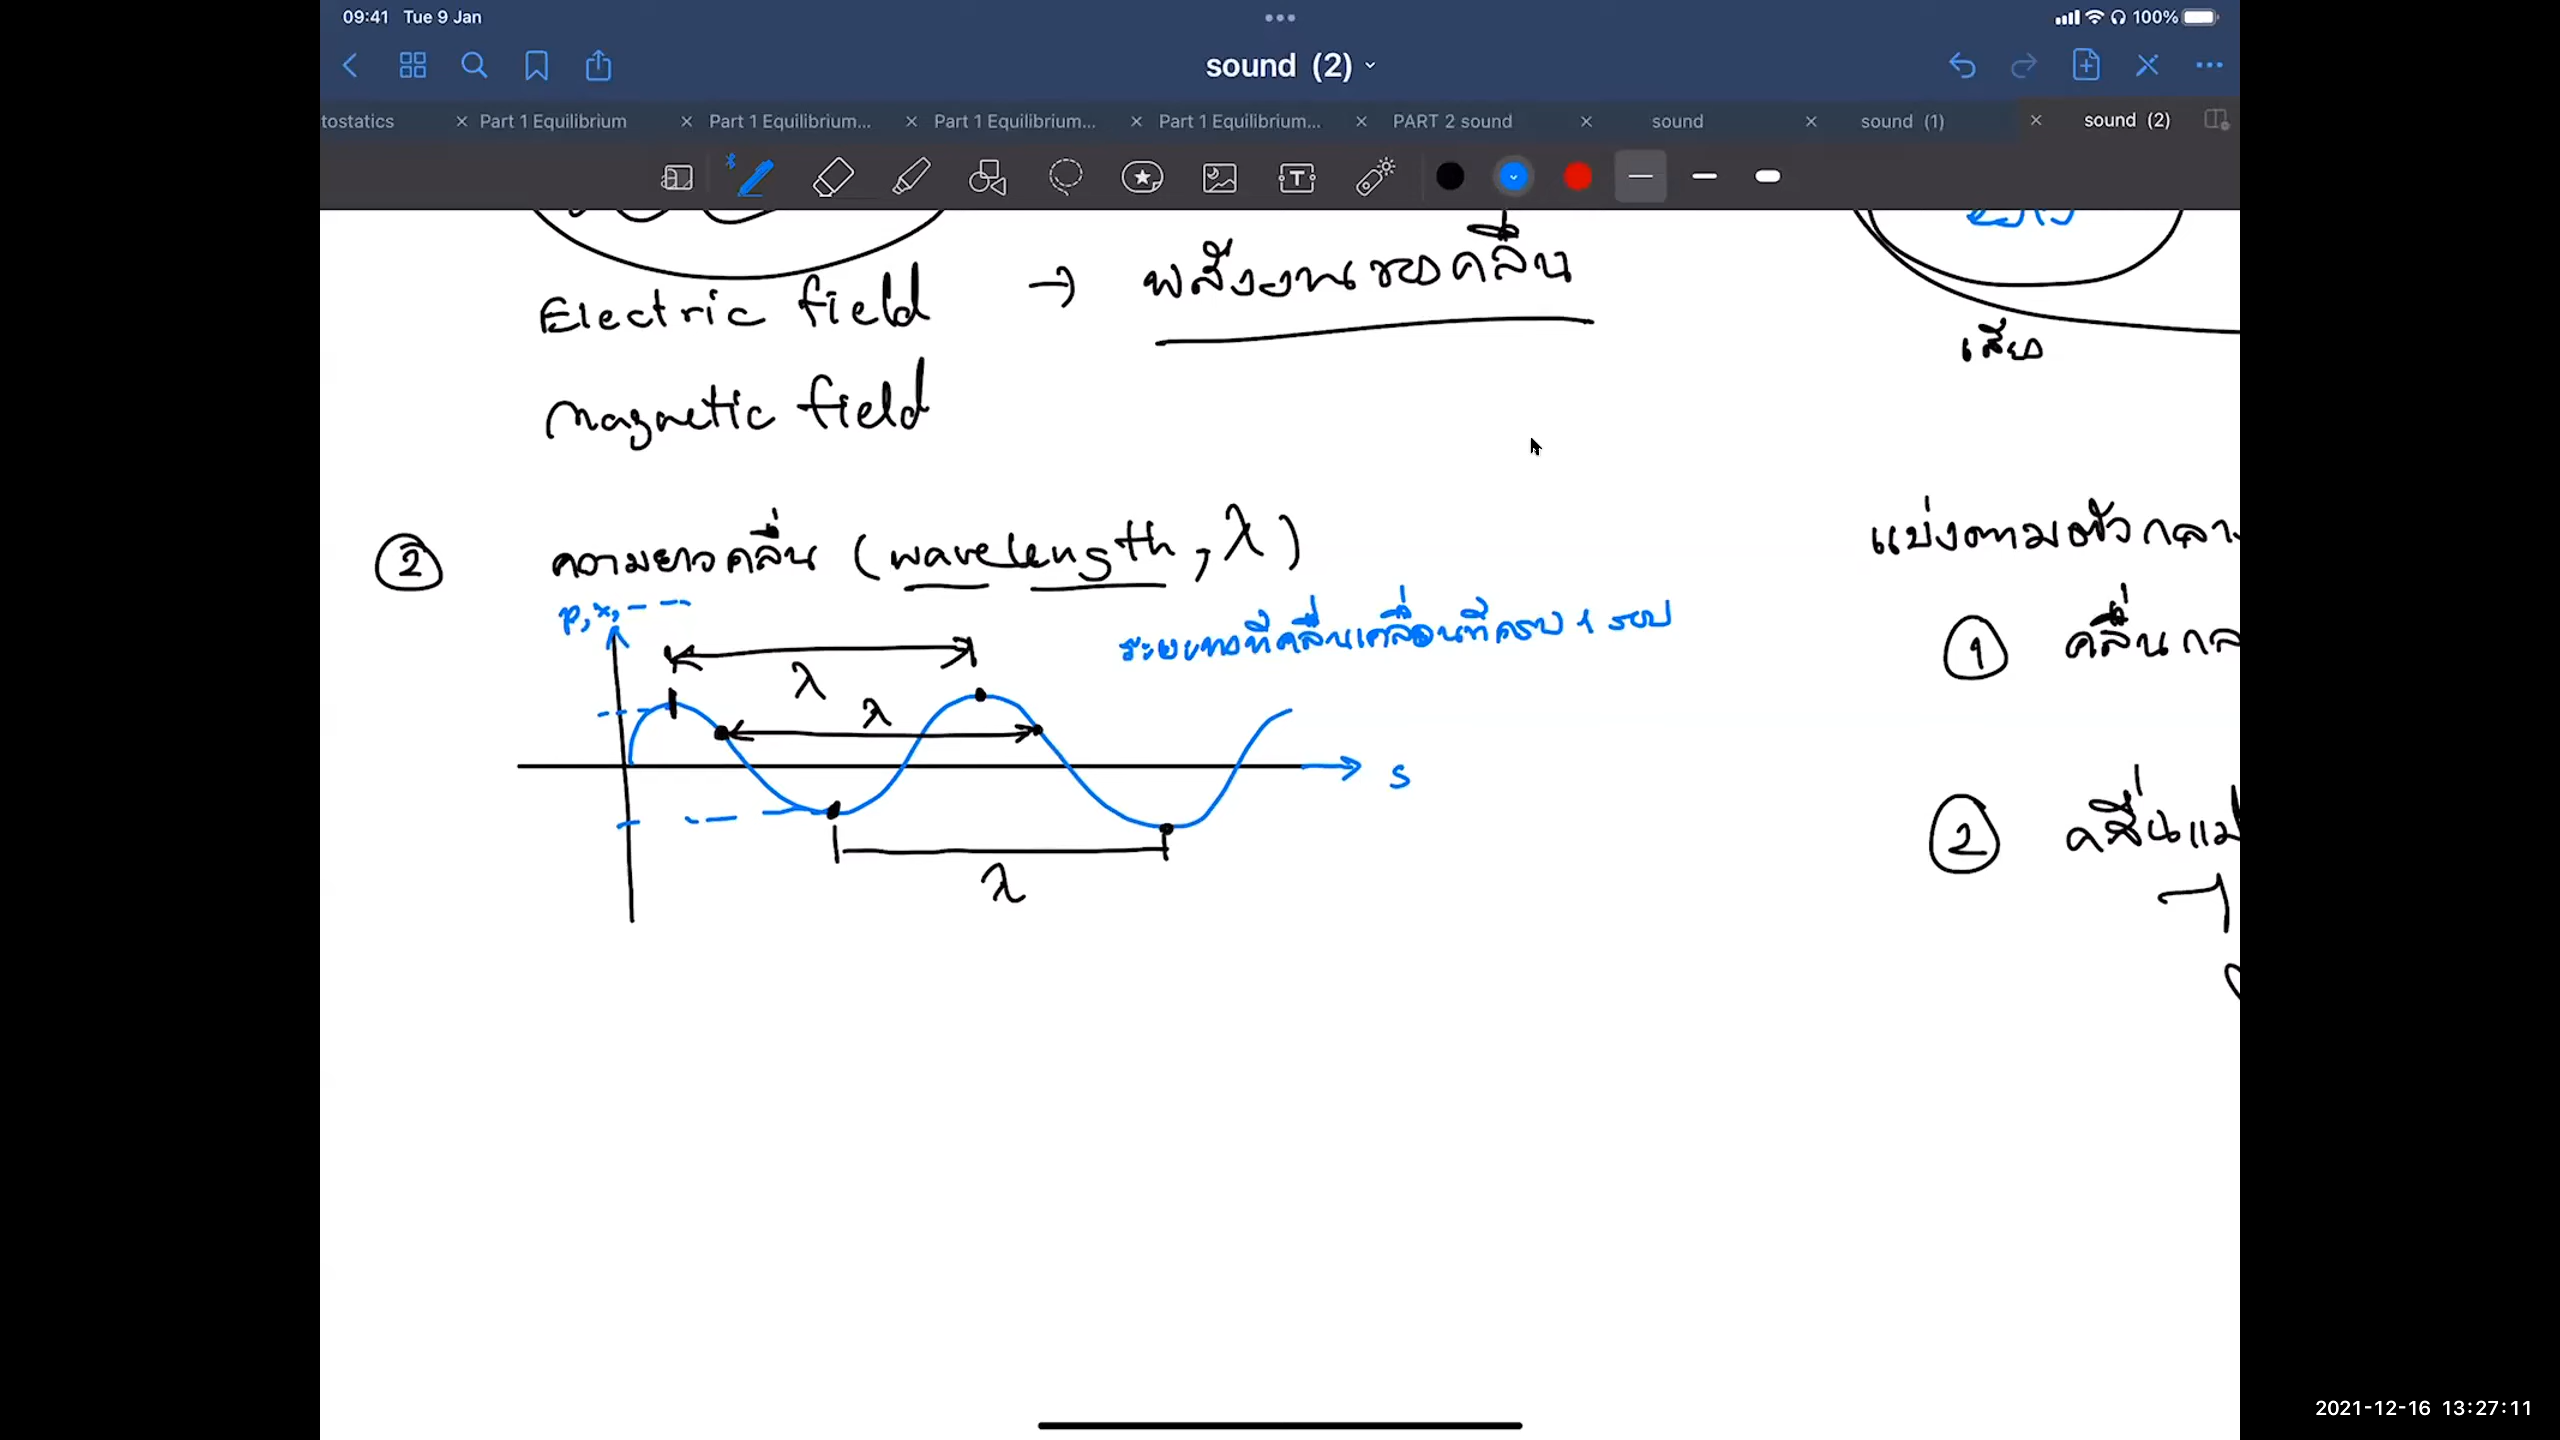 09:41 Tue 9 Jan
100%
sound (2)
tostatics
Part 1 Equilibrium
Part 1 Equilibrium...
Part 1 Equilibrium...
Part 1 Equilibrium...
PART 2 sound
sound
sound (1)
sound (2)
Electric field → พลังงานของคลื่น
magnetic field
เสียง
2 ความยาวคลื่น (wavelength, λ)
p, x, - - -
ระยะทางที่คลื่นเคลื่อนที่ครบ 1 รอบ
λ
λ
s
λ
แบ่งตามตัวกลาง
1 คลื่นกล
2 คลื่นแม่
2021-12-16 13:27:11